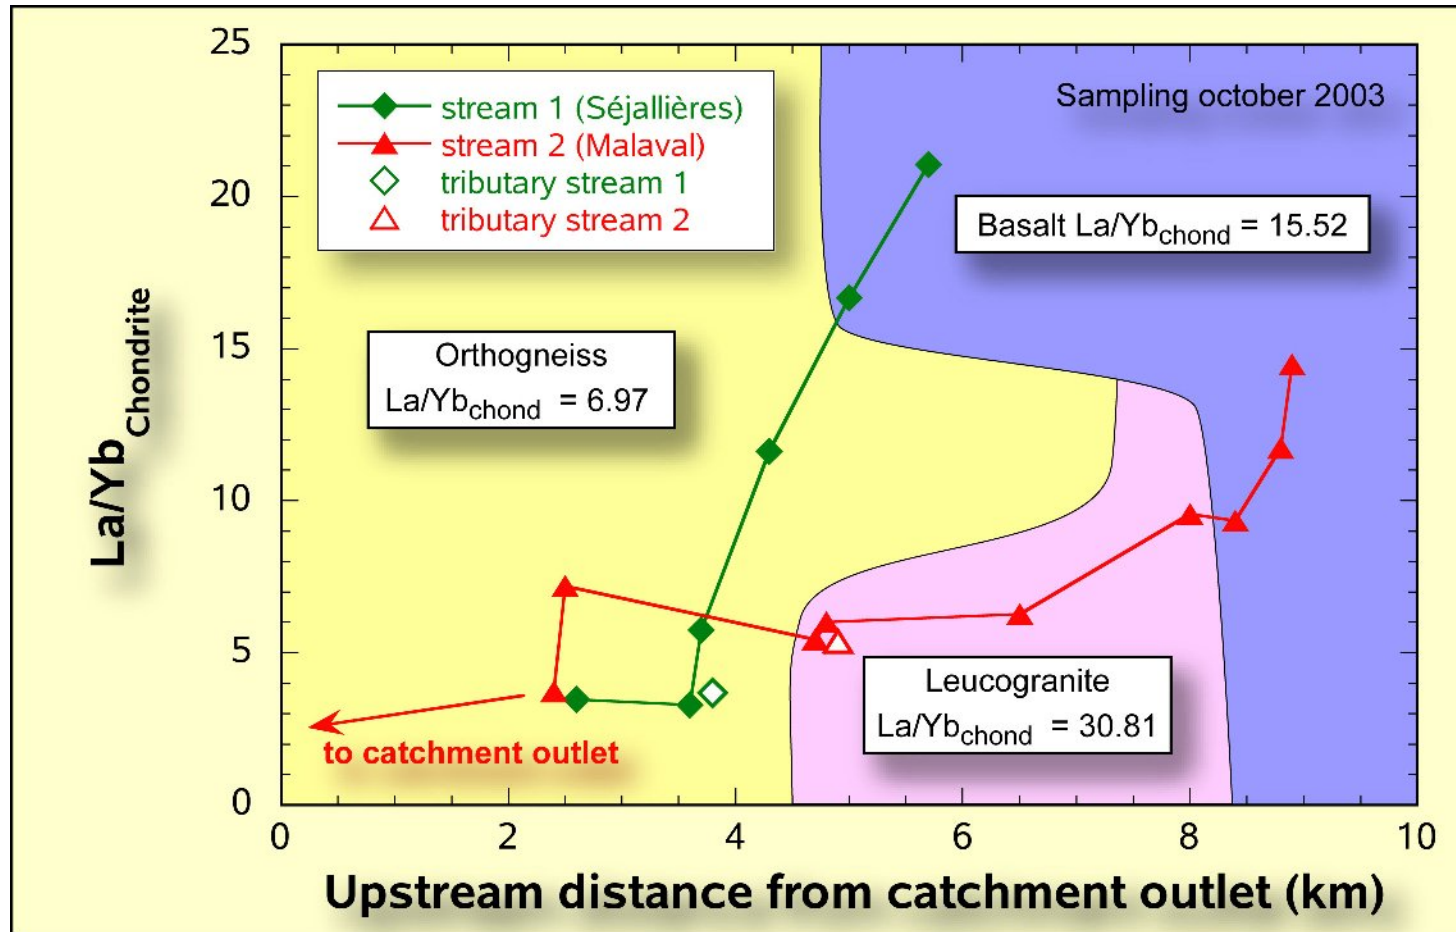 25
20
15
10
5
0
La/Yb Chondrite
stream 1 (Séjallières)
stream 2 (Malaval)
tributary stream 1
tributary stream 2
Sampling october 2003
Basalt La/Ybchond = 15.52
Orthogneiss
La/Ybchond = 6.97
Leucogranite
La/Ybchond = 30.81
to catchment outlet
0 2 4 6 8 10
Upstream distance from catchment outlet (km)